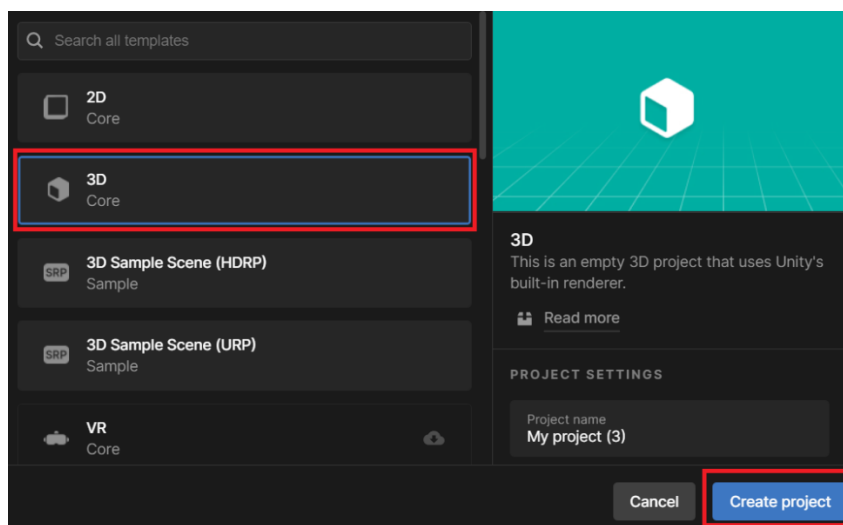 Search all templates
2D
Core
3D
Core
SRP
3D Sample Scene (HDRP)
Sample
SRP
3D Sample Scene (URP)
Sample
VR
Core
3D
This is an empty 3D project that uses Unity's
built-in renderer.
Read more
PROJECT SETTINGS
Project name
My project (3)
Cancel
Create project